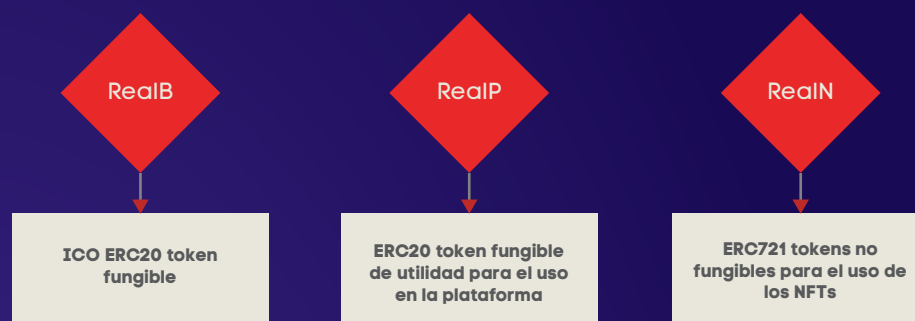 RealB
RealP
RealN
ICO ERC20 token
fungible
ERC20 token fungible
de utilidad para el uso
en la plataforma
ERC721 tokens no
fungibles para el uso de
los NFTs